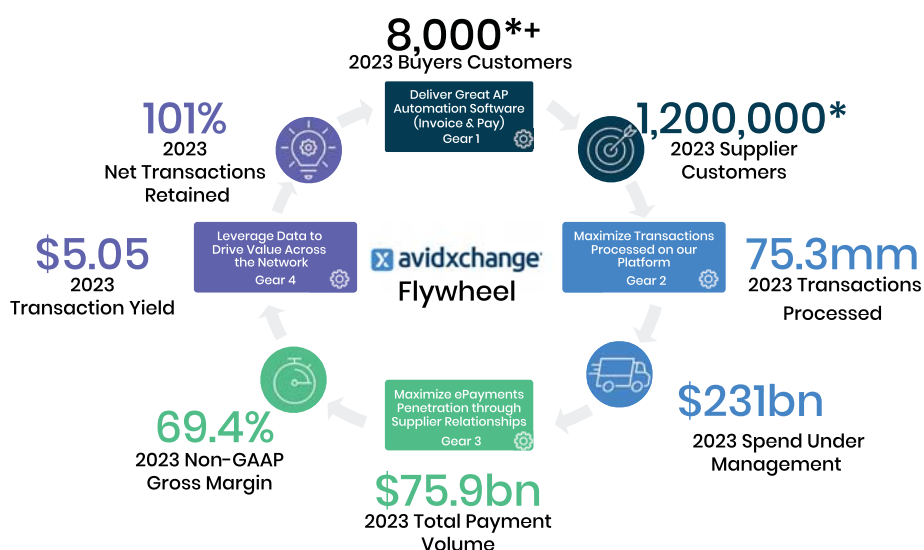 8,000*+
2023 Buyers Customers
Deliver Great AP
Automation Software
(Invoice & Pay)
Gear 1
1,200,000*
2023 Supplier
Customers
Maximize Transactions
Processed on our
Platform
Gear 2
75.3mm
2023 Transactions
Processed
$231bn
2023 Spend Under
Management
Maximize ePayments
Penetration through
Supplier Relationships
Gear 3
$75.9bn
2023 Total Payment
Volume
69.4%
2023 Non-GAAP
Gross Margin
Leverage Data to
Drive Value Across
the Network
Gear 4
$5.05
2023
Transaction Yield
101%
2023
Net Transactions
Retained
avidxchange
Flywheel